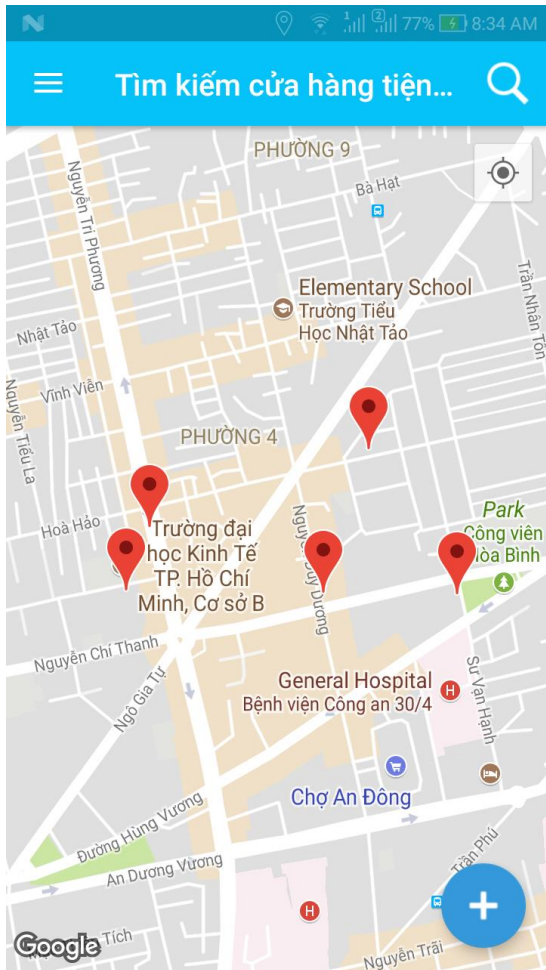 N
1
2
77%
8:34 AM
Tìm kiếm cửa hàng tiện...
PHƯỜNG 9
Bà Hạt
Nguyễn Tri Phương
Trần Nhân Tôn
Elementary School
Trường Tiểu
Học Nhật Tảo
Nhật Tảo
Vĩnh Viễn
Nguyễn Tiểu La
PHƯỜNG 4
Park
Công viên
Hòa Bình
Hoà Hảo
Trường đại
học Kinh Tế
TP. Hồ Chí
Minh, Cơ sở B
Nguyễn Duy Dương
Nguyễn Chí Thanh
Ngô Gia Tự
Sư Vạn Hạnh
General Hospital
Bệnh viện Công an 30/4
H
Chợ An Đông
Đường Hùng Vương
An Dương Vương
Trần Phú
H
+
Google
Tích
Nguyễn Trãi